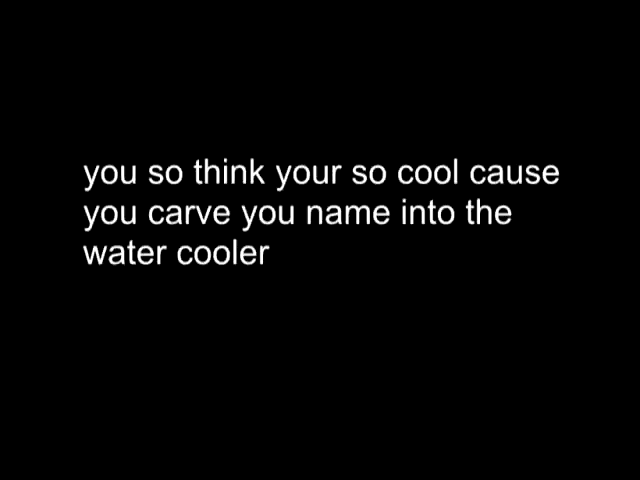 you so think your so cool cause
you carve you name into the
water cooler